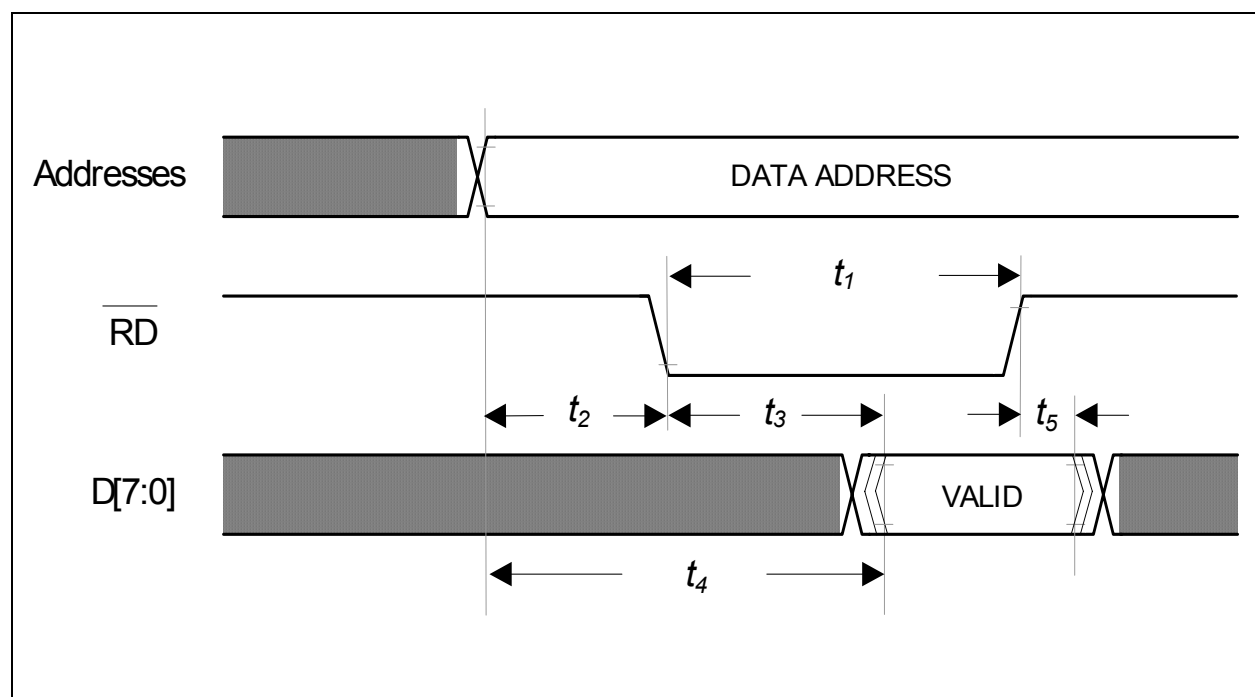 Addresses
DATA ADDRESS
t1
RD
t2
t3
t5
D[7:0]
VALID
t4